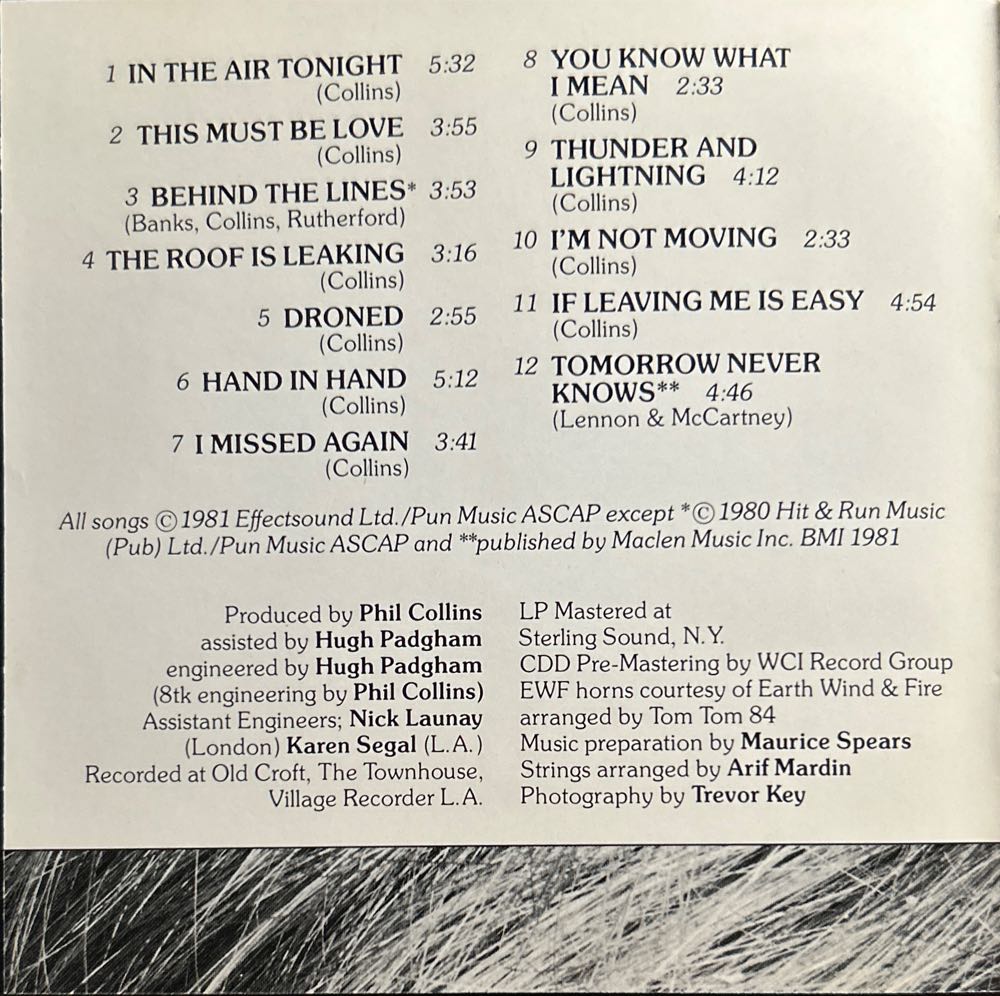 1 IN THE AIR TONIGHT 5:32
(Collins)
2 THIS MUST BE LOVE 3:55
(Collins)
3 BEHIND THE LINES* 3:53
(Banks, Collins, Rutherford)
4 THE ROOF IS LEAKING 3:16
(Collins)
5 DRONED 2:55
(Collins)
6 HAND IN HAND 5:12
(Collins)
7 I MISSED AGAIN 3:41
(Collins)
8 YOU KNOW WHAT
I MEAN 2:33
(Collins)
9 THUNDER AND
LIGHTNING 4:12
(Collins)
10 I'M NOT MOVING 2:33
(Collins)
11 IF LEAVING ME IS EASY 4:54
(Collins)
12 TOMORROW NEVER
KNOWS** 4:46
(Lennon & McCartney)
All songs ©1981 Effectsound Ltd./Pun Music ASCAP except *© 1980 Hit & Run Music
(Pub) Ltd./Pun Music ASCAP and **published by Maclen Music Inc. BMI 1981
Produced by Phil Collins
assisted by Hugh Padgham
engineered by Hugh Padgham
(8tk engineering by Phil Collins)
Assistant Engineers; Nick Launay
(London) Karen Segal (L.A.)
Recorded at Old Croft, The Townhouse,
Village Recorder L.A.
LP Mastered at
Sterling Sound, N.Y.
CDD Pre-Mastering by WCI Record Group
EWF horns courtesy of Earth Wind & Fire
arranged by Tom Tom 84
Music preparation by Maurice Spears
Strings arranged by Arif Mardin
Photography by Trevor Key